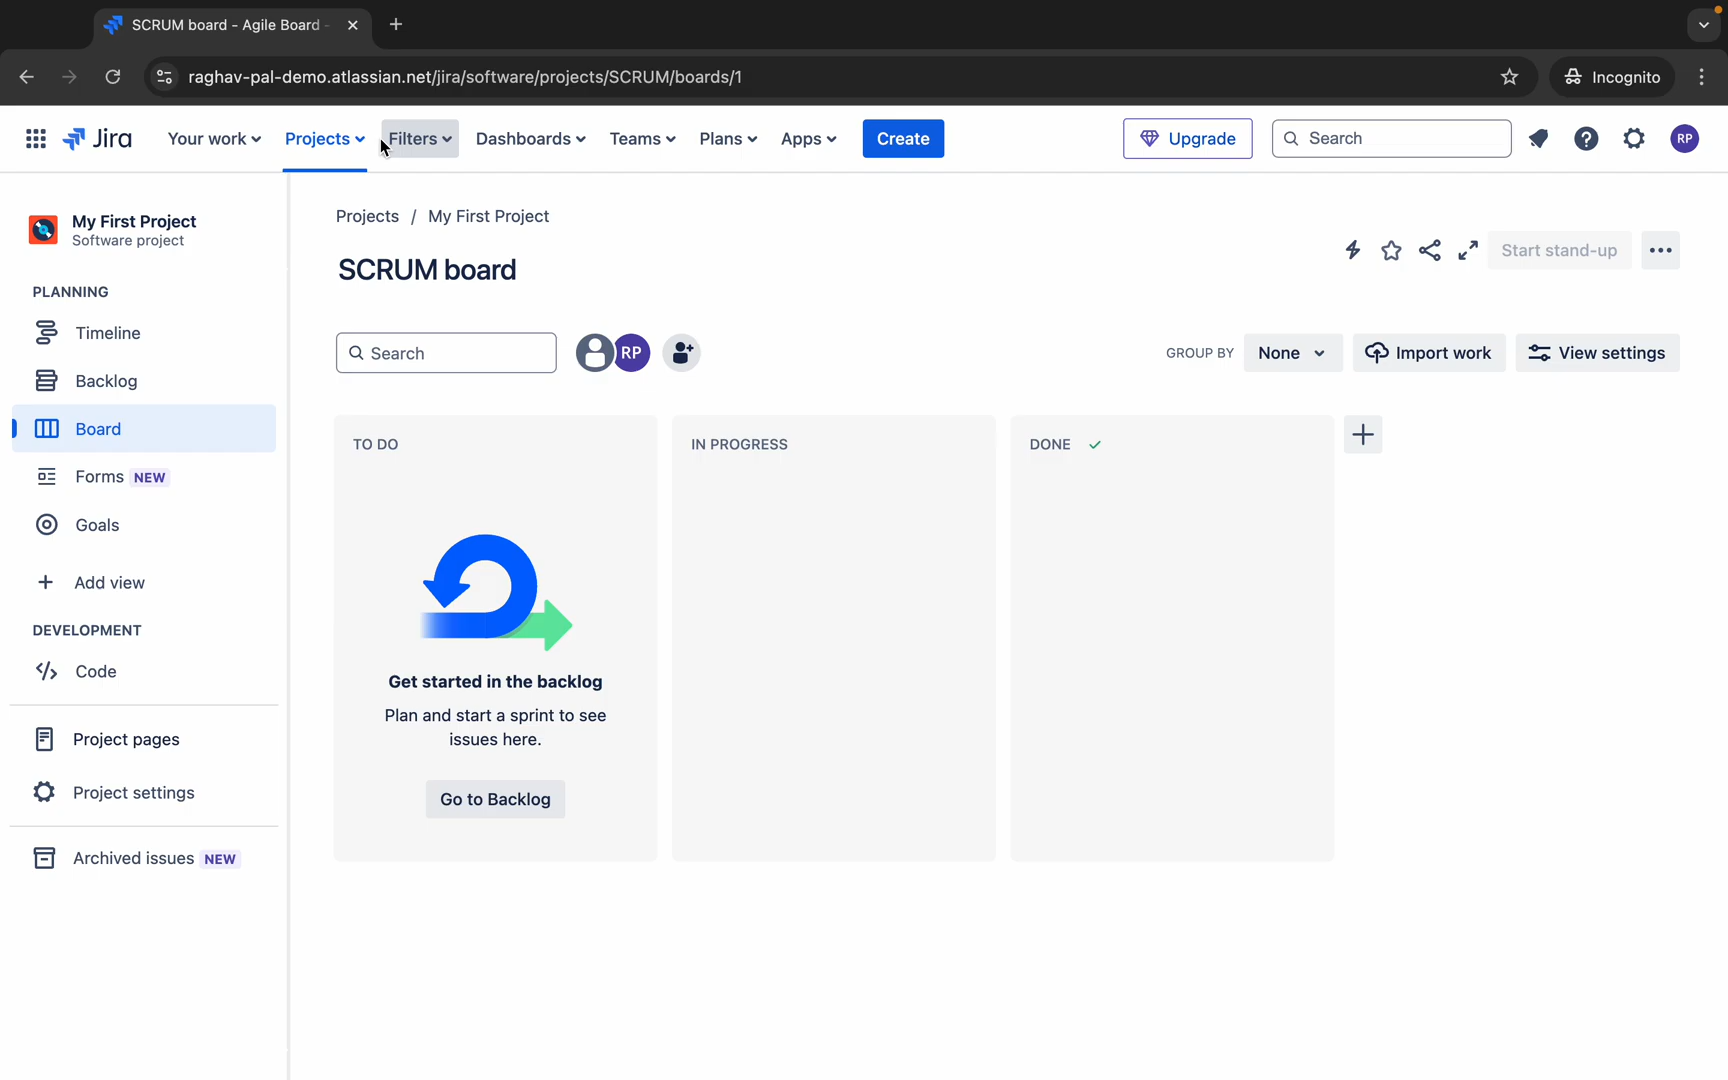 SCRUM board - Agile Board -
raghav-pal-demo.atlassian.net/jira/software/projects/SCRUM/boards/1
Incognito
Jira
Your work
Projects
Filters
Dashboards
Teams
Plans
Apps
Create
Upgrade
Search
RP
My First Project
Software project
PLANNING
Timeline
Backlog
Board
Forms NEW
Goals
Add view
DEVELOPMENT
Code
Project pages
Project settings
Archived issues NEW
Projects / My First Project
SCRUM board
Start stand-up
Search
RP
GROUP BY
None
Import work
View settings
TO DO
IN PROGRESS
DONE
Get started in the backlog
Plan and start a sprint to see
issues here.
Go to Backlog